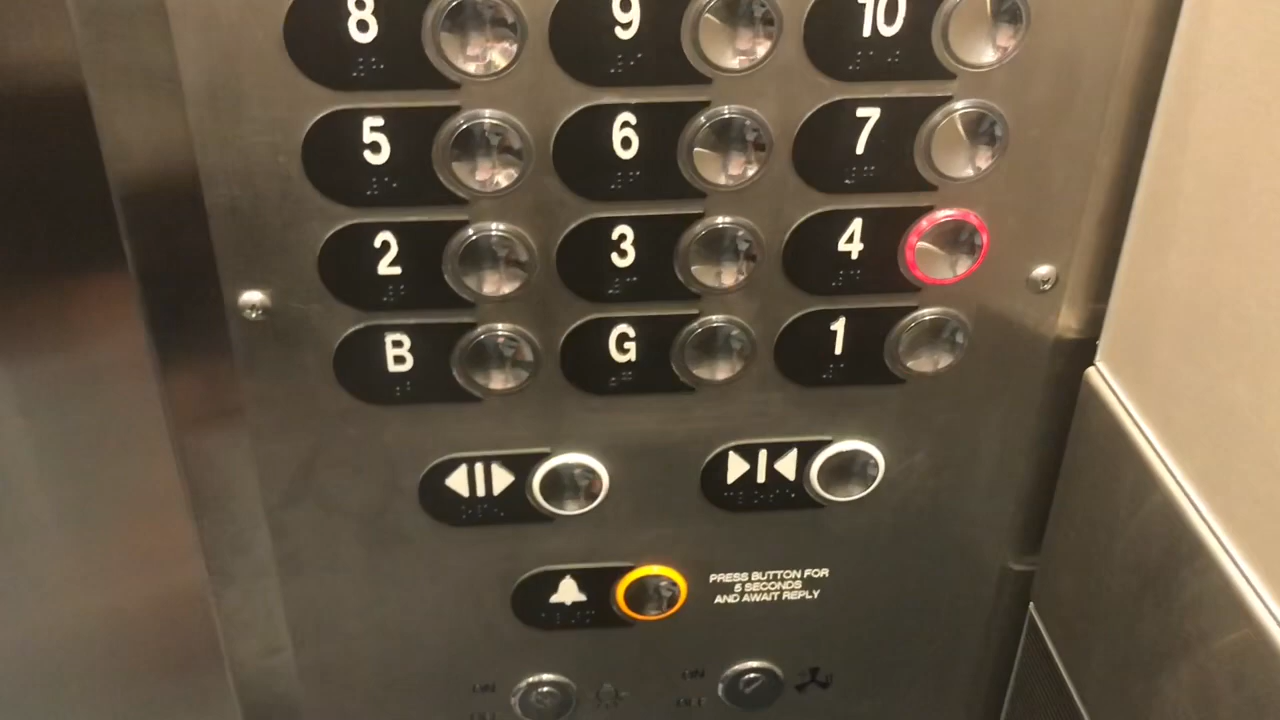 8 9 10
5 6 7
2 3 4
B G 1
PRESS BUTTON FOR
5 SECONDS
AND AWAIT REPLY